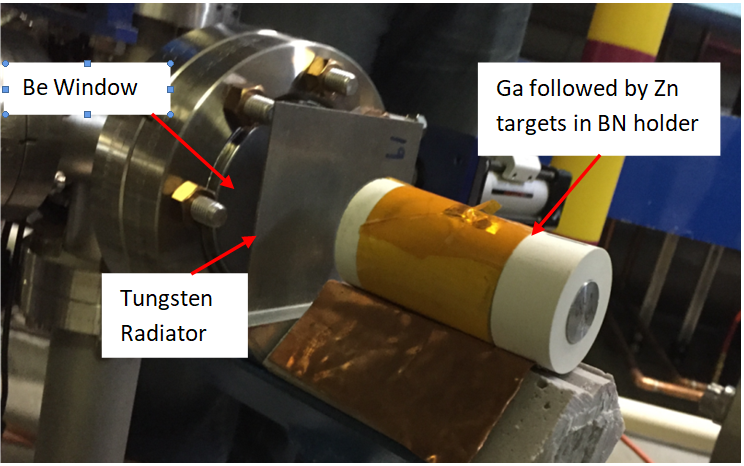 Be Window
Ga followed by Zn
targets in BN holder
Tungsten
Radiator